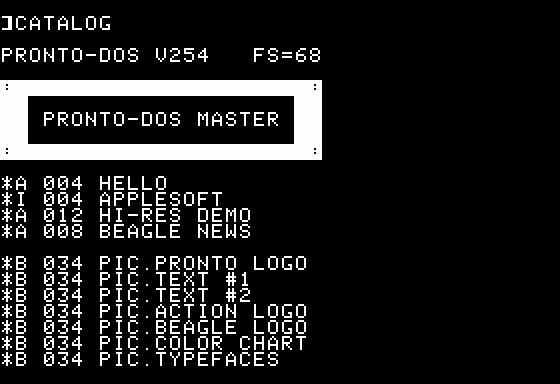 ]CATALOG
PRONTO-DOS V254   FS=68
:                                     :
PRONTO-DOS MASTER
:                                     :
*A 004 HELLO
*I 004 APPLESOFT
*A 012 HI-RES DEMO
*A 008 BEAGLE NEWS
*B 034 PIC.PRONTO LOGO
*B 034 PIC.TEXT #1
*B 034 PIC.TEXT #2
*B 034 PIC.ACTION LOGO
*B 034 PIC.BEAGLE LOGO
*B 034 PIC.COLOR CHART
*B 034 PIC.TYPEFACES